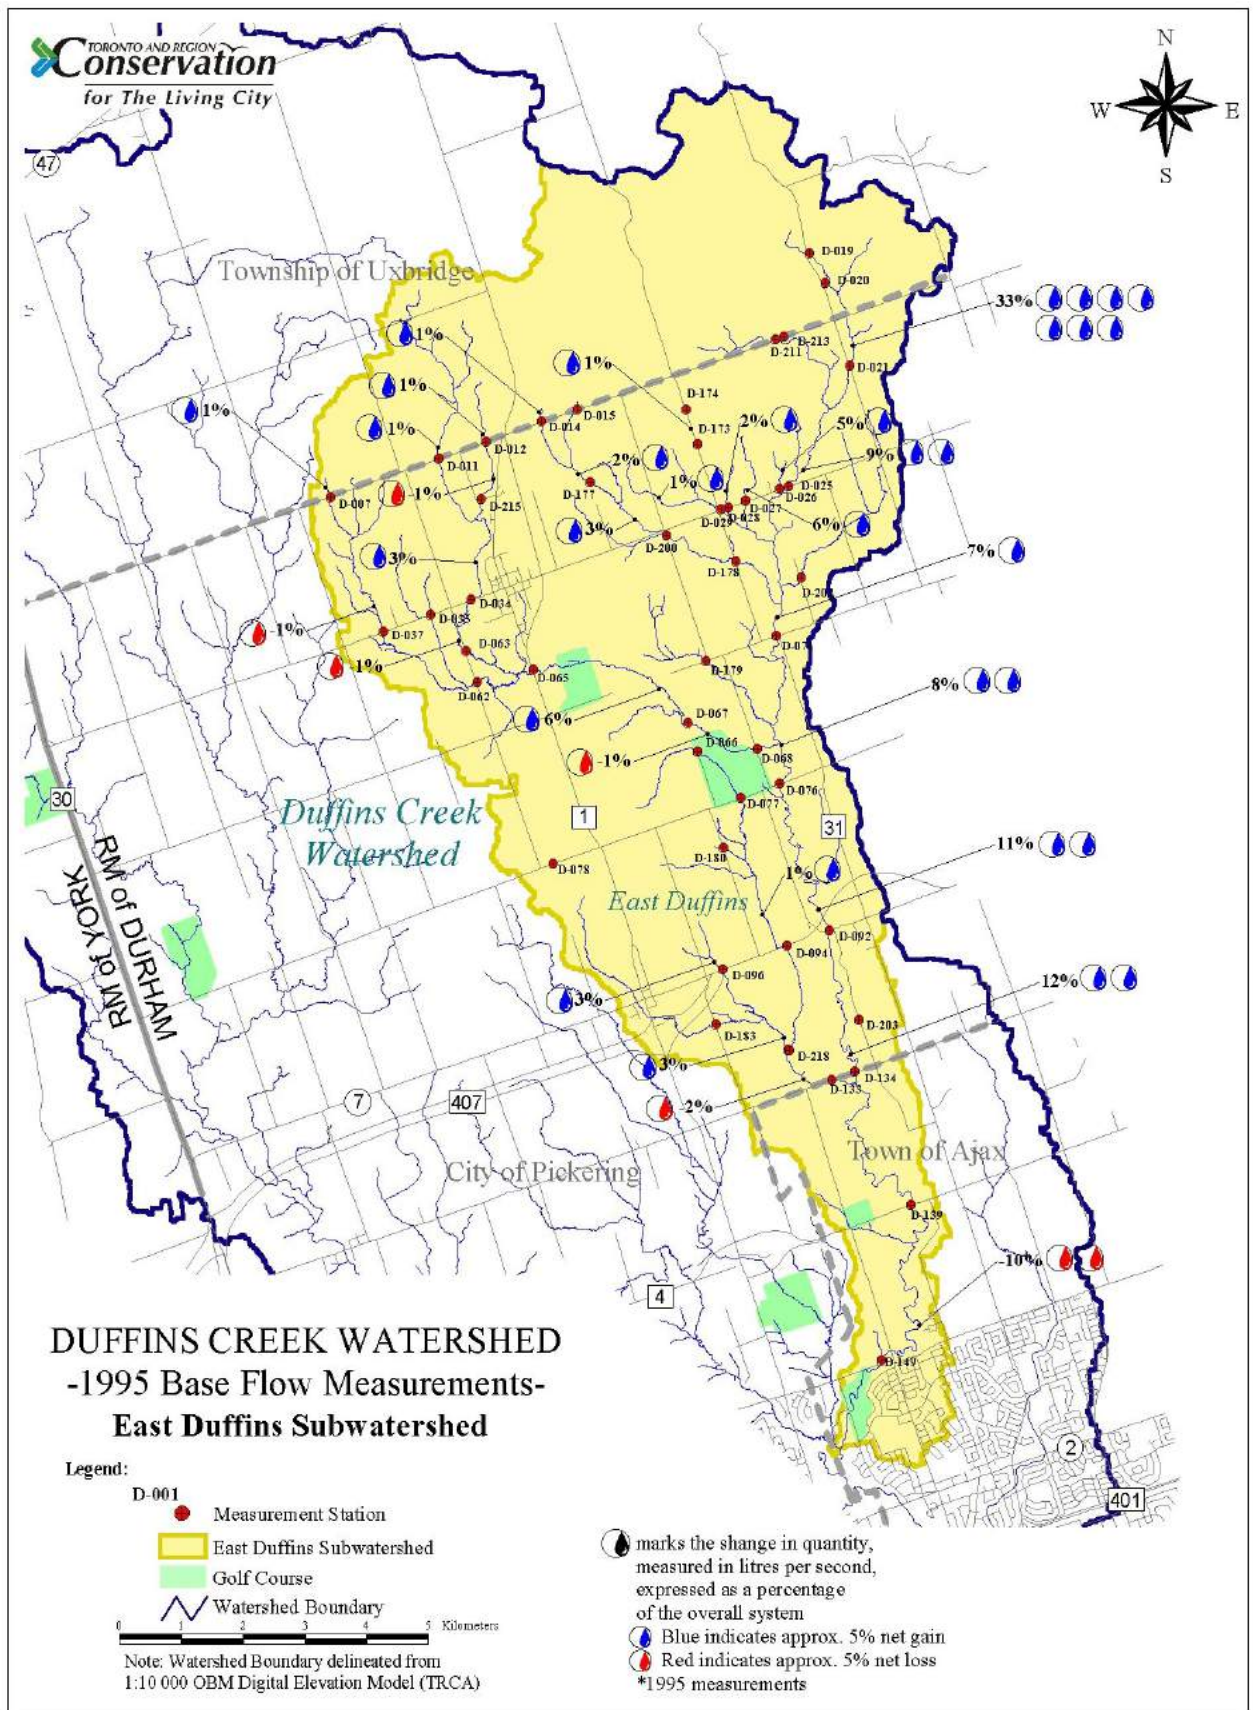 TORONTO AND REGION
Conservation
for The Living City
N
W
E
S
47
Township of Uxbridge
D-019
D-020
33%
D-213
D-211
D-021
1%
1%
1%
1%
1%
D-174
D-015
D-014
D-173
2%
5%
9%
D-012
D-011
2%
1%
D-007
-1%
D-215
D-177
D-025
D-026
D-027
D-028
D-029
6%
3%
D-200
7%
3%
D-178
D-034
D-035
-1%
D-037
D-063
D-179
-1%
D-062
D-065
8%
6%
D-067
D-066
D-068
-1%
D-076
D-077
30
Duffins Creek
Watershed
1
31
RM of YORK
RM of DURHAM
D-180
11%
D-078
1%
East Duffins
D-092
D-094
D-096
12%
3%
D-183
D-203
D-218
3%
D-134
D-133
-2%
7
407
Town of Ajax
City of Pickering
D-139
-10%
4
D-149
2
401
DUFFINS CREEK WATERSHED
-1995 Base Flow Measurements-
East Duffins Subwatershed
Legend:
D-001
Measurement Station
East Duffins Subwatershed
Golf Course
Watershed Boundary
0 1 2 3 4 5 Kilometers
Note: Watershed Boundary delineated from
1:10 000 OBM Digital Elevation Model (TRCA)
marks the change in quantity,
measured in litres per second,
expressed as a percentage
of the overall system
Blue indicates approx. 5% net gain
Red indicates approx. 5% net loss
*1995 measurements